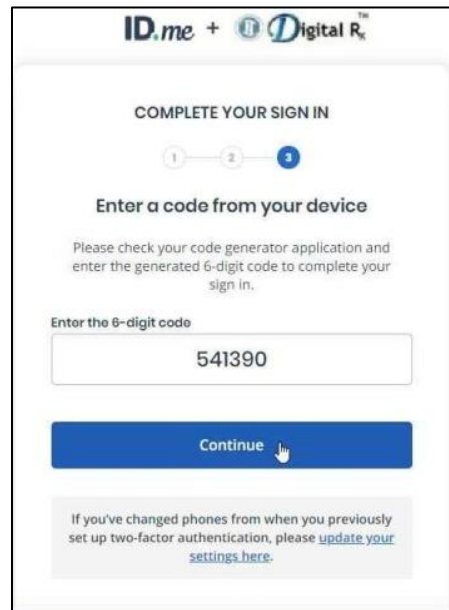 ID.me + Digital Rx™
COMPLETE YOUR SIGN IN
1 2 3
Enter a code from your device
Please check your code generator application and
enter the generated 6-digit code to complete your
sign in.
Enter the 6-digit code
541390
Continue
If you've changed phones from when you previously
set up two-factor authentication, please update your
settings here.